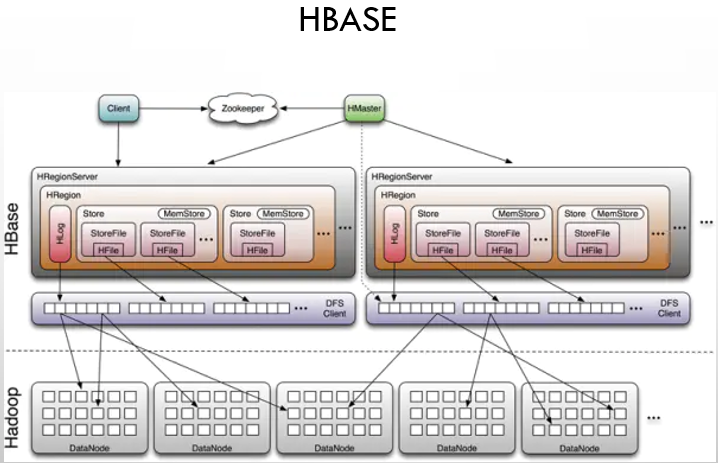 HBASE
Client
Zookeeper
HMaster
HBase
HRegionServer
HRegion
HLog
Store
MemStore
StoreFile
HFile
StoreFile
HFile
...
Store
MemStore
StoreFile
HFile
...
...
DFS
Client
...
HRegionServer
HRegion
HLog
Store
MemStore
StoreFile
HFile
StoreFile
HFile
...
Store
MemStore
StoreFile
HFile
...
...
...
DFS
Client
...
Hadoop
DataNode
DataNode
DataNode
DataNode
DataNode
...